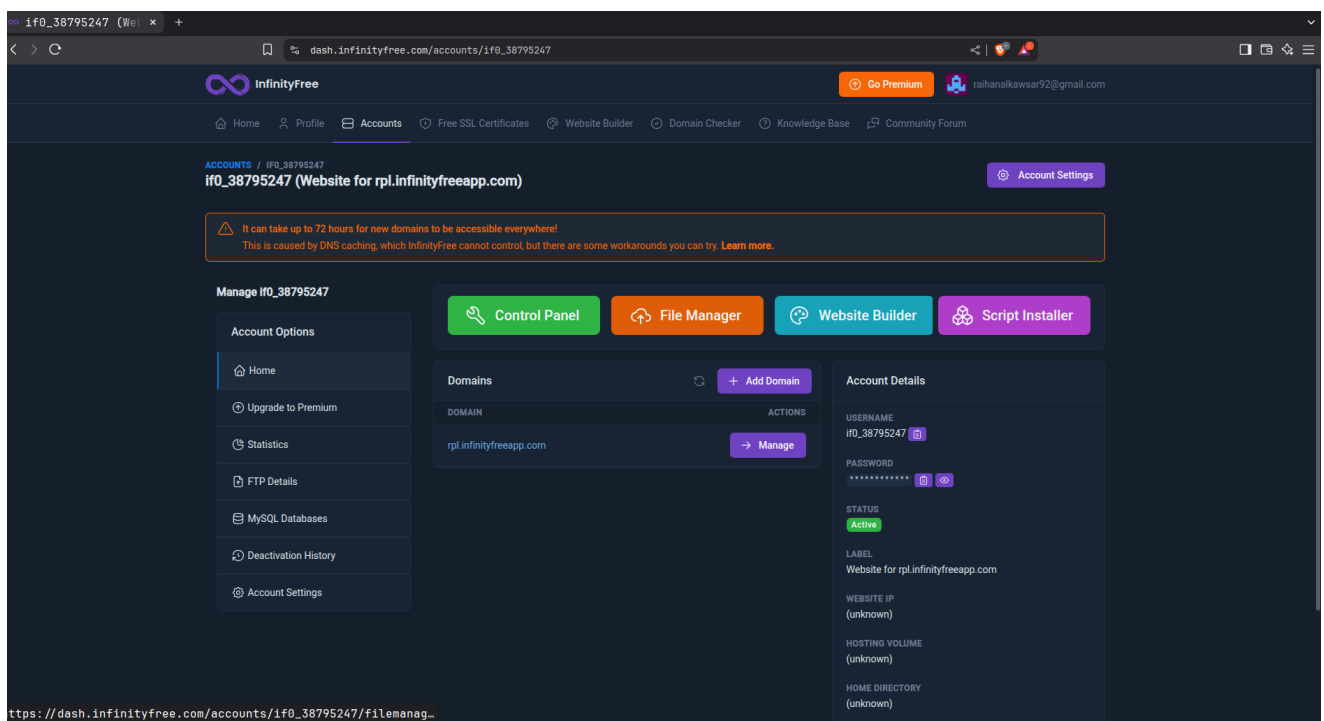 if0_38795247 (Wel × +
dash.infinityfree.com/accounts/if0_38795247
InfinityFree
Go Premium
raihanalkawsar92@gmail.com
Home Profile Accounts Free SSL Certificates Website Builder Domain Checker Knowledge Base Community Forum
ACCOUNTS / IF0_38795247
if0_38795247 (Website for rpl.infinityfreeapp.com)
Account Settings
It can take up to 72 hours for new domains to be accessible everywhere!
This is caused by DNS caching, which InfinityFree cannot control, but there are some workarounds you can try. Learn more.
Manage if0_38795247
Account Options
Home
Upgrade to Premium
Statistics
FTP Details
MySQL Databases
Deactivation History
Account Settings
Control Panel
File Manager
Website Builder
Script Installer
Domains
+ Add Domain
DOMAIN ACTIONS
rpl.infinityfreeapp.com
Manage
Account Details
USERNAME
if0_38795247
PASSWORD
************
STATUS
Active
LABEL
Website for rpl.infinityfreeapp.com
WEBSITE IP
(unknown)
HOSTING VOLUME
(unknown)
HOME DIRECTORY
(unknown)
ttps://dash.infinityfree.com/accounts/if0_38795247/filemanag…